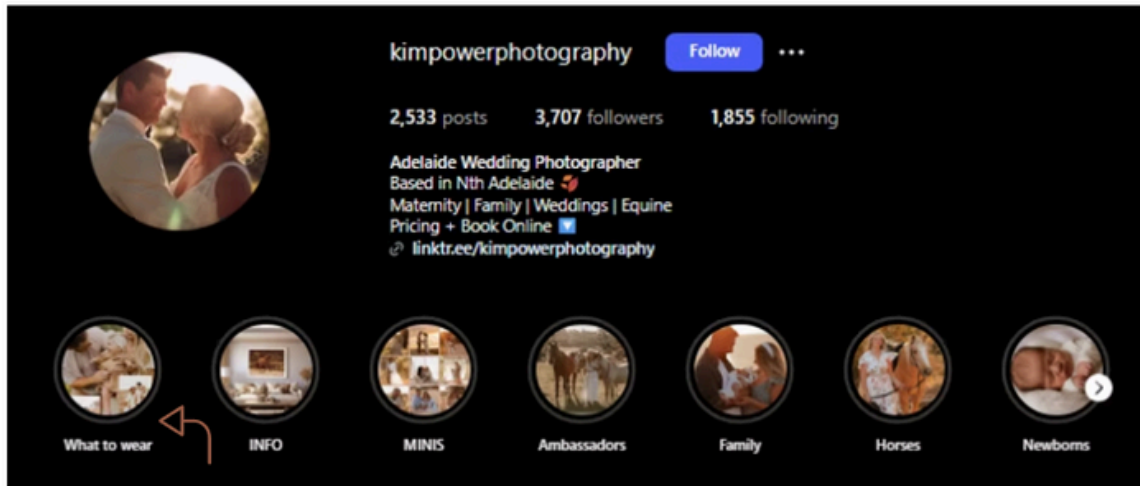 kimpowerphotography Follow
2,533 posts 3,707 followers 1,855 following
Adelaide Wedding Photographer
Based in Nth Adelaide 🍂
Maternity | Family | Weddings | Equine
Pricing + Book Online 🔽
linktr.ee/kimpowerphotography
What to wear INFO MINIS Ambassadors Family Horses Newborns